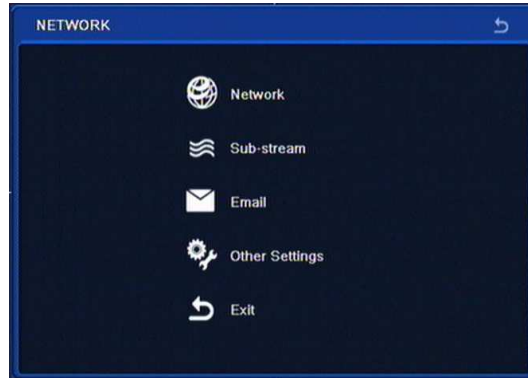 NETWORK
Network
Sub-stream
Email
Other Settings
Exit